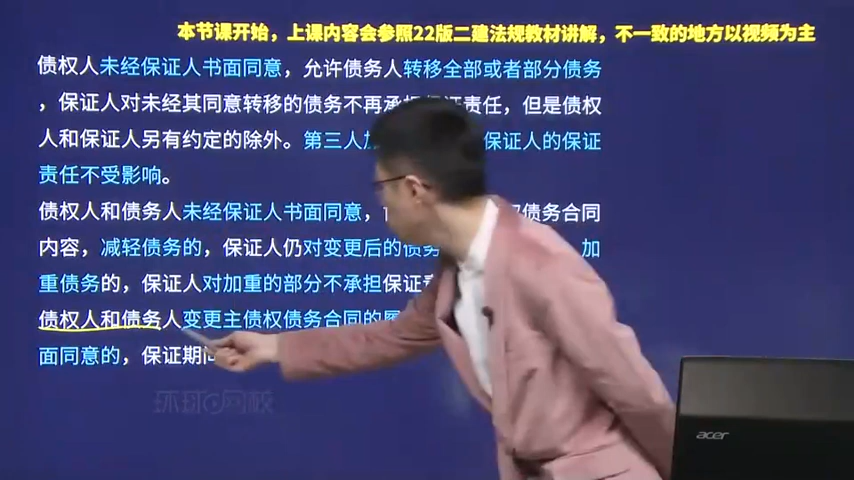 本节课开始，上课内容会参照22版二建法规教材讲解，不一致的地方以视频为主
债权人未经保证人书面同意，允许债务人转移全部或者部分债务
，保证人对未经其同意转移的债务不再承担保证责任，但是债权
人和保证人另有约定的除外。第三人加 保证人的保证
责任不受影响。
债权人和债务人未经保证人书面同意， 债务合同
内容，减轻债务的，保证人仍对变更后的债务 加
重债务的，保证人对加重的部分不承担保证责
债权人和债务人变更主债权债务合同的履
面同意的，保证期间
环球网校
acer